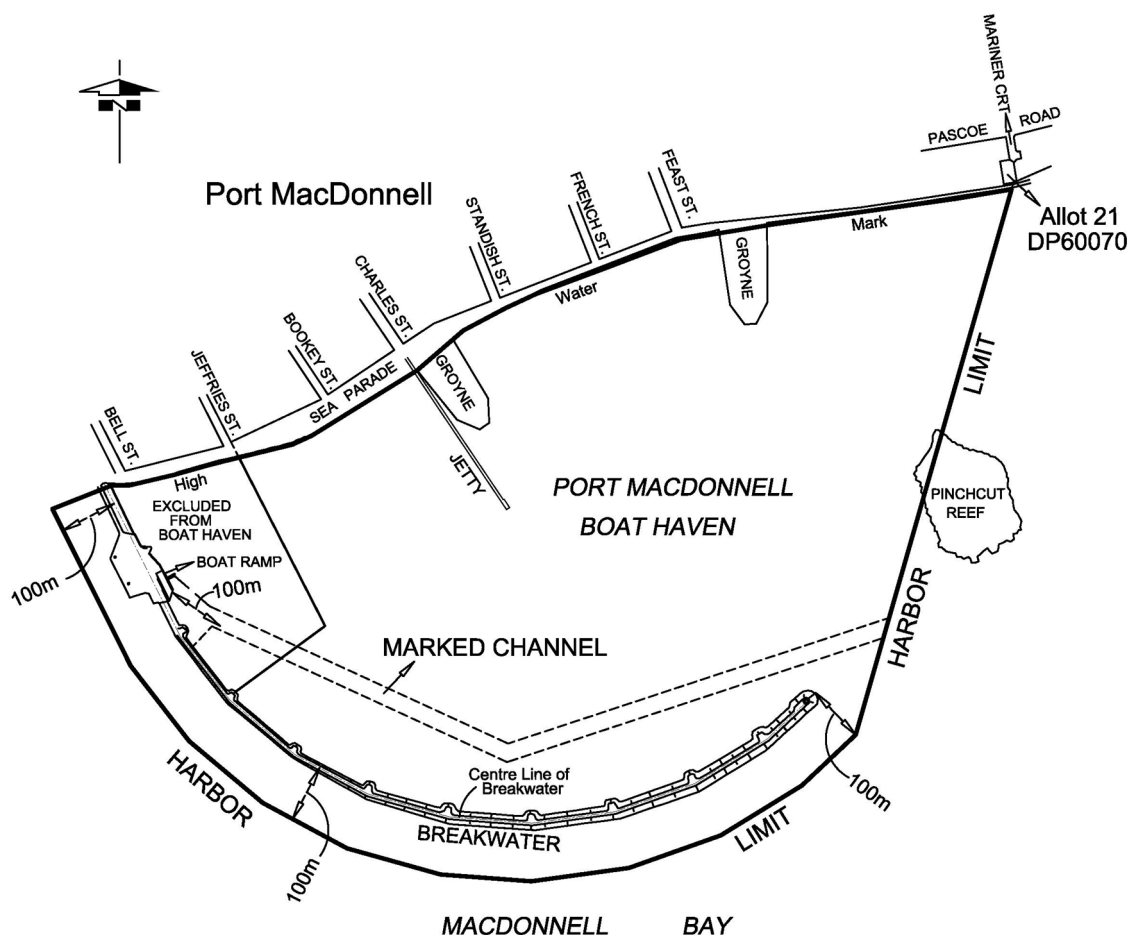 N
MARINER CRT
PASCOE ROAD
Port MacDonnell
Allot 21
DP60070
FEAST ST.
FRENCH ST.
STANDISH ST.
CHARLES ST.
BOOKEY ST.
JEFFRIES ST.
BELL ST.
SEA PARADE
High
Water
Mark
GROYNE
GROYNE
JETTY
LIMIT
HARBOR
PINCHCUT
REEF
PORT MACDONNELL
BOAT HAVEN
EXCLUDED
FROM
BOAT HAVEN
BOAT RAMP
100m
100m
MARKED CHANNEL
Centre Line of
Breakwater
BREAKWATER
HARBOR
LIMIT
100m
100m
MACDONNELL BAY